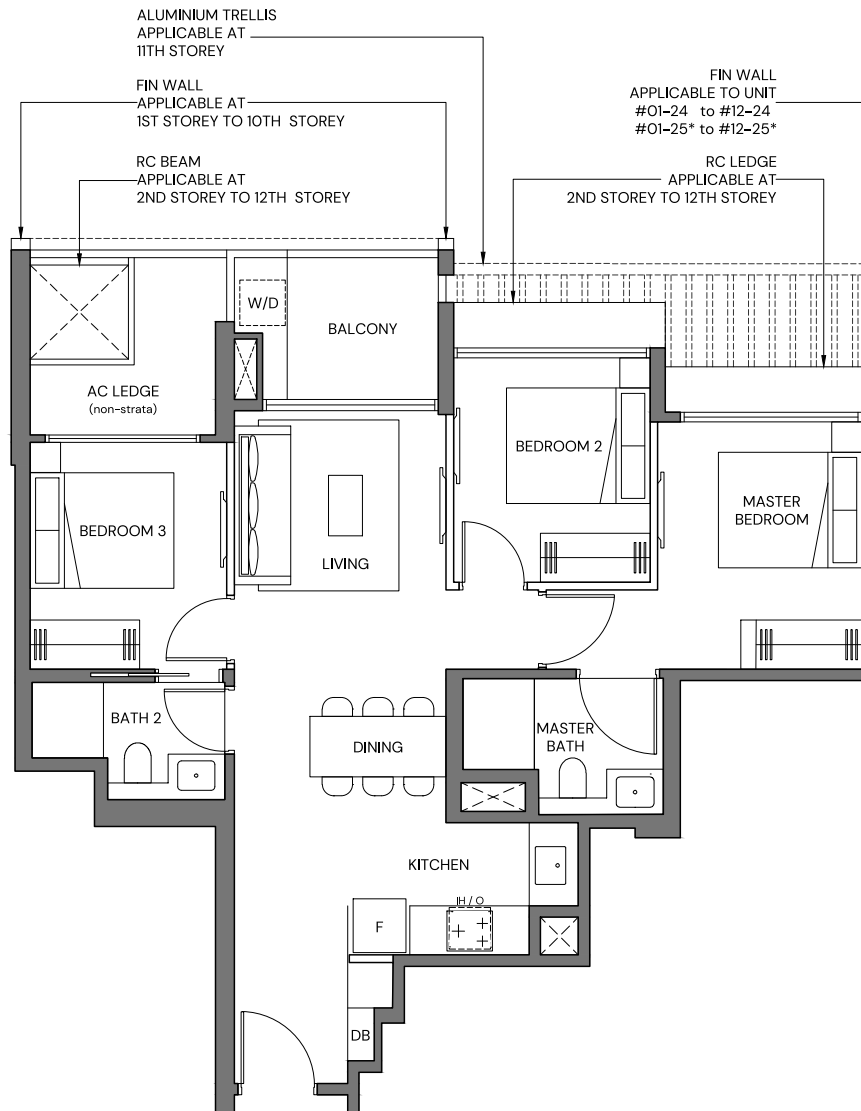 ALUMINIUM TRELLIS
APPLICABLE AT
11TH STOREY
FIN WALL
APPLICABLE AT
1ST STOREY TO 10TH STOREY
RC BEAM
APPLICABLE AT
2ND STOREY TO 12TH STOREY
FIN WALL
APPLICABLE TO UNIT
#01-24 to #12-24
#01-25* to #12-25*
RC LEDGE
APPLICABLE AT
2ND STOREY TO 12TH STOREY
W/D
BALCONY
AC LEDGE
(non-strata)
BEDROOM 2
MASTER
BEDROOM
BEDROOM 3
LIVING
BATH 2
DINING
MASTER
BATH
KITCHEN
IH / O
F
DB